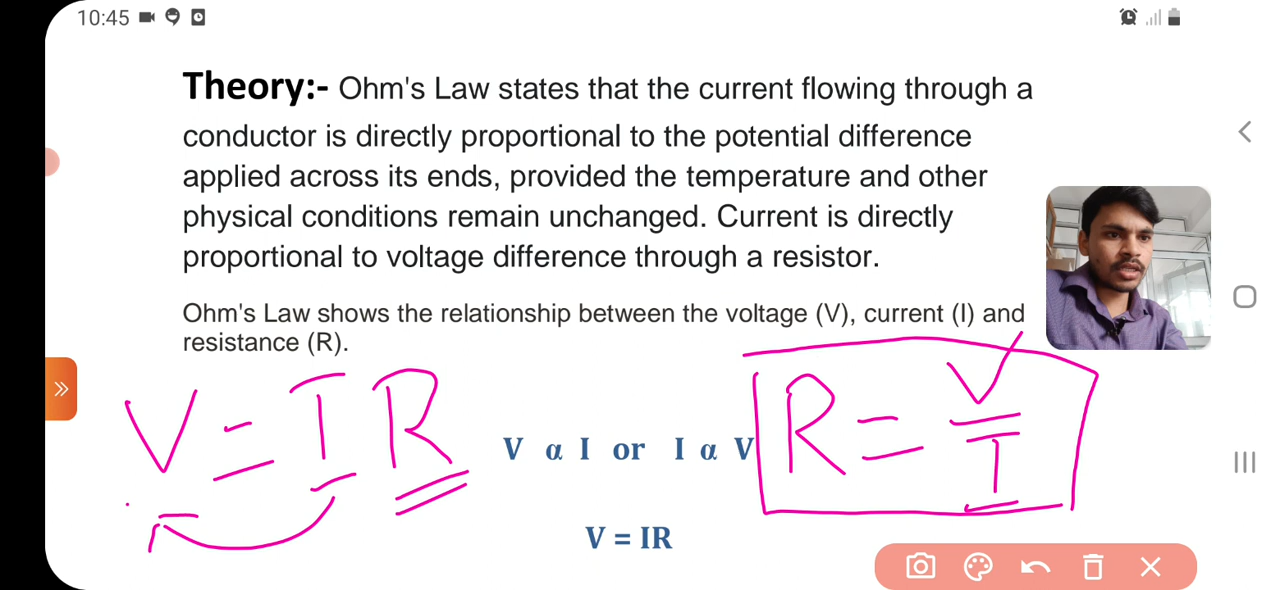 10:45
Theory:- Ohm's Law states that the current flowing through a
conductor is directly proportional to the potential difference
applied across its ends, provided the temperature and other
physical conditions remain unchanged. Current is directly
proportional to voltage difference through a resistor.
Ohm's Law shows the relationship between the voltage (V), current (I) and
resistance (R).
V = I R
V α I or I α V
R = V/I
V = IR